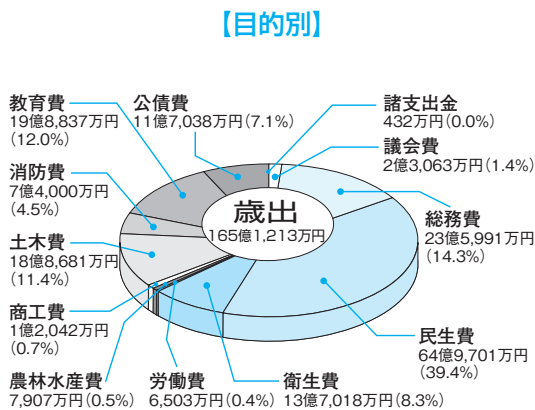 【目的別】
教育費
19億8,837万円
(12.0%)
公債費
11億7,038万円(7.1%)
諸支出金
432万円(0.0%)
議会費
2億3,063万円(1.4%)
消防費
7億4,000万円
(4.5%)
歳出
165億1,213万円
総務費
23億5,991万円
(14.3%)
土木費
18億8,681万円
(11.4%)
商工費
1億2,042万円
(0.7%)
民生費
64億9,701万円
(39.4%)
農林水産費
7,907万円(0.5%)
労働費
6,503万円(0.4%)
衛生費
13億7,018万円(8.3%)